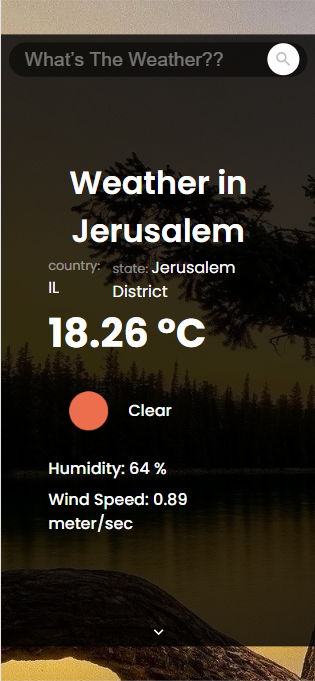 What's The Weather??
Weather in
Jerusalem
country: state: Jerusalem
IL District
18.26 °C
Clear
Humidity: 64 %
Wind Speed: 0.89
meter/sec